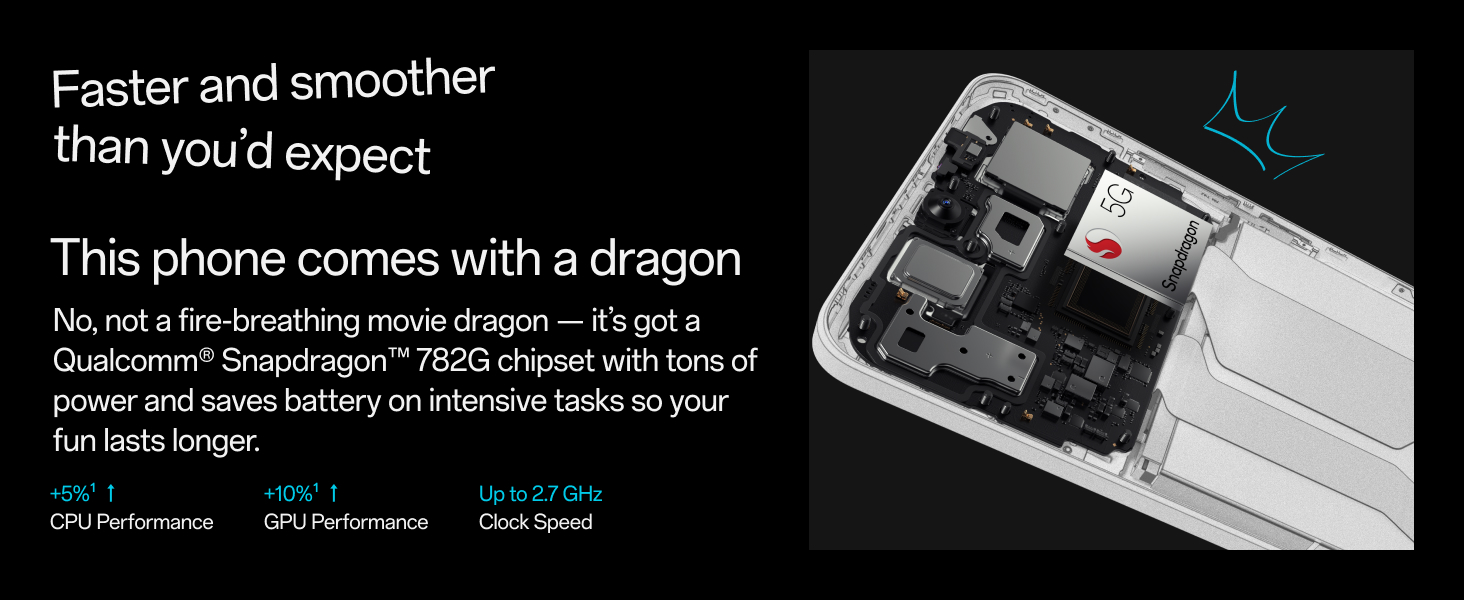 Faster and smoother
than you’d expect
This phone comes with a dragon
No, not a fire-breathing movie dragon — it’s got a
Qualcomm® Snapdragon™ 782G chipset with tons of
power and saves battery on intensive tasks so your
fun lasts longer.
+5%¹ ↑
CPU Performance
+10%¹ ↑
GPU Performance
Up to 2.7 GHz
Clock Speed
5G
Snapdragon